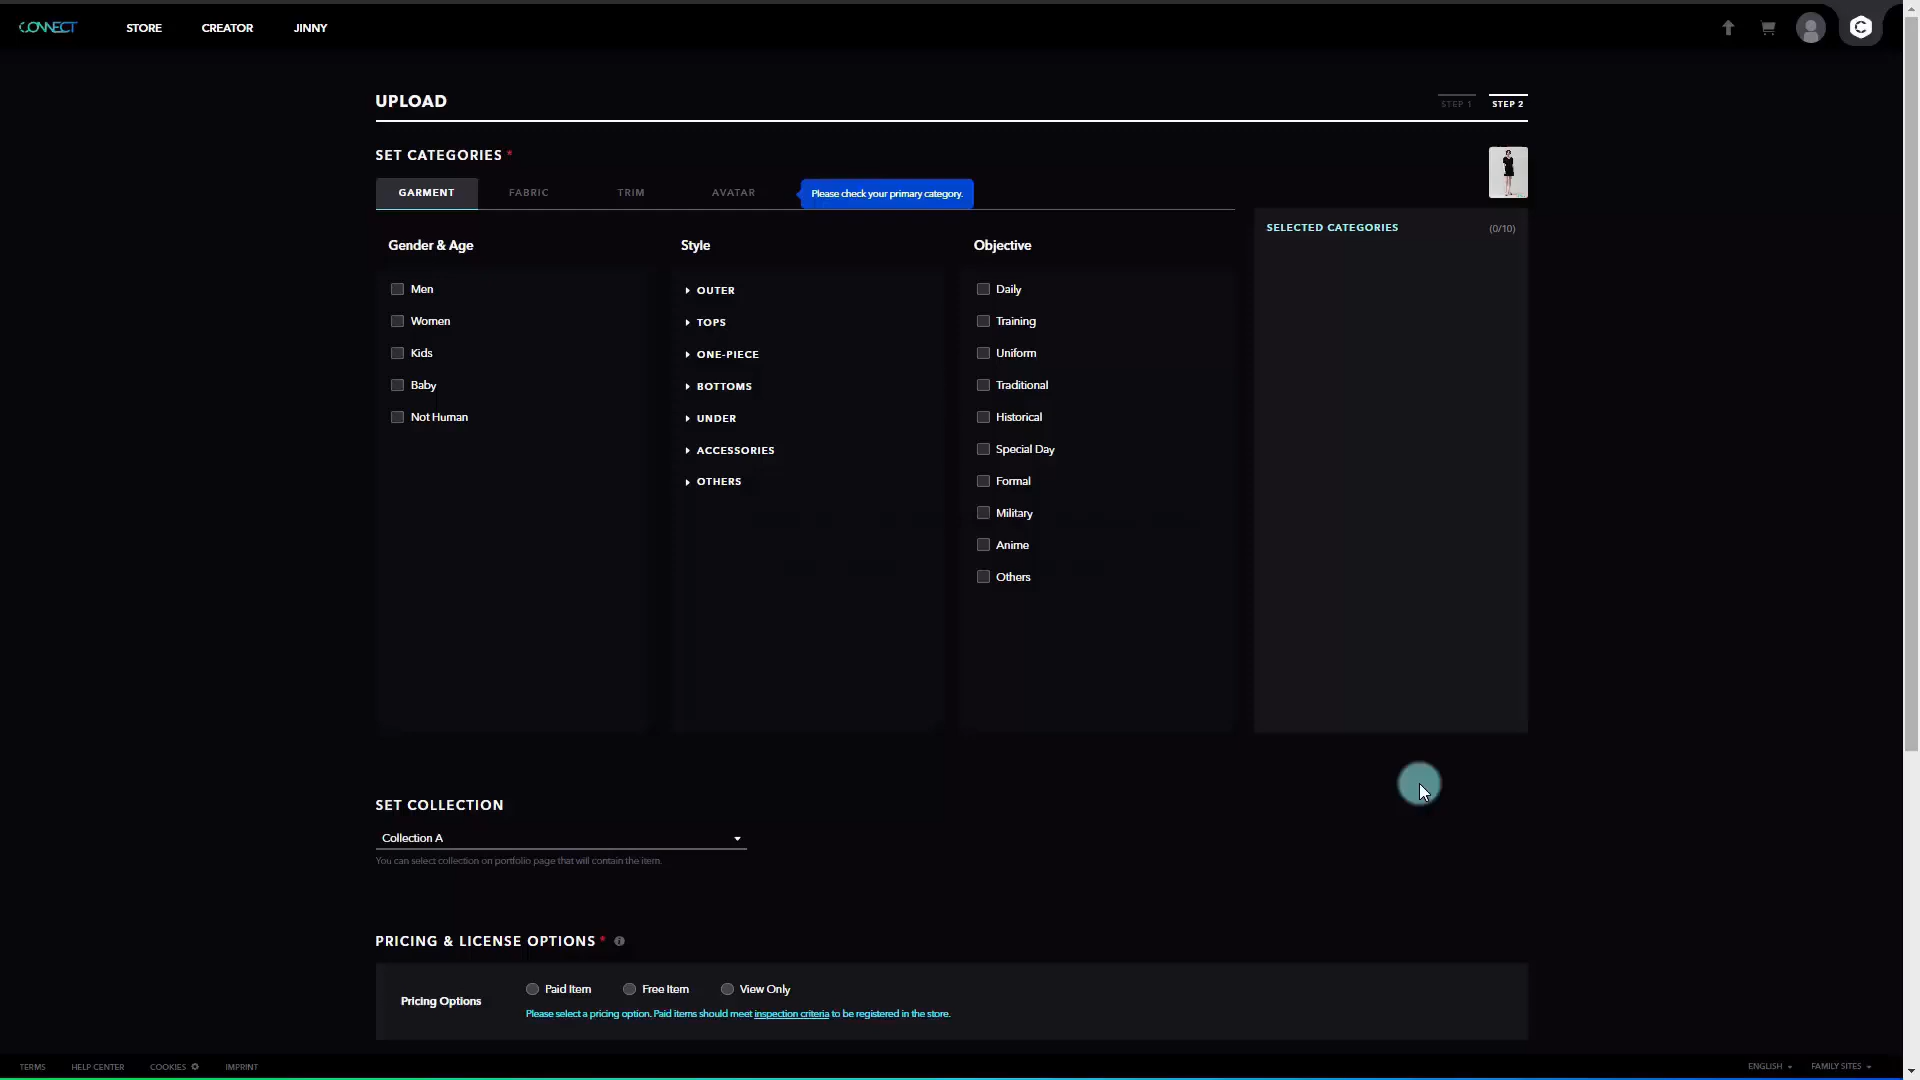 CONNECT
STORE
CREATOR
JINNY
UPLOAD
STEP 1
STEP 2
SET CATEGORIES *
GARMENT
FABRIC
TRIM
AVATAR
Please check your primary category.
SELECTED CATEGORIES
(0/10)
Gender & Age
Men
Women
Kids
Baby
Not Human
Style
OUTER
TOPS
ONE-PIECE
BOTTOMS
UNDER
ACCESSORIES
OTHERS
Objective
Daily
Training
Uniform
Traditional
Historical
Special Day
Formal
Military
Anime
Others
SET COLLECTION
Collection A
You can select collection on portfolio page that will contain the item.
PRICING & LICENSE OPTIONS *
Pricing Options
Paid Item
Free Item
View Only
Please select a pricing option. Paid items should meet inspection criteria to be registered in the store.
TERMS
HELP CENTER
COOKIES
IMPRINT
ENGLISH
FAMILY SITES